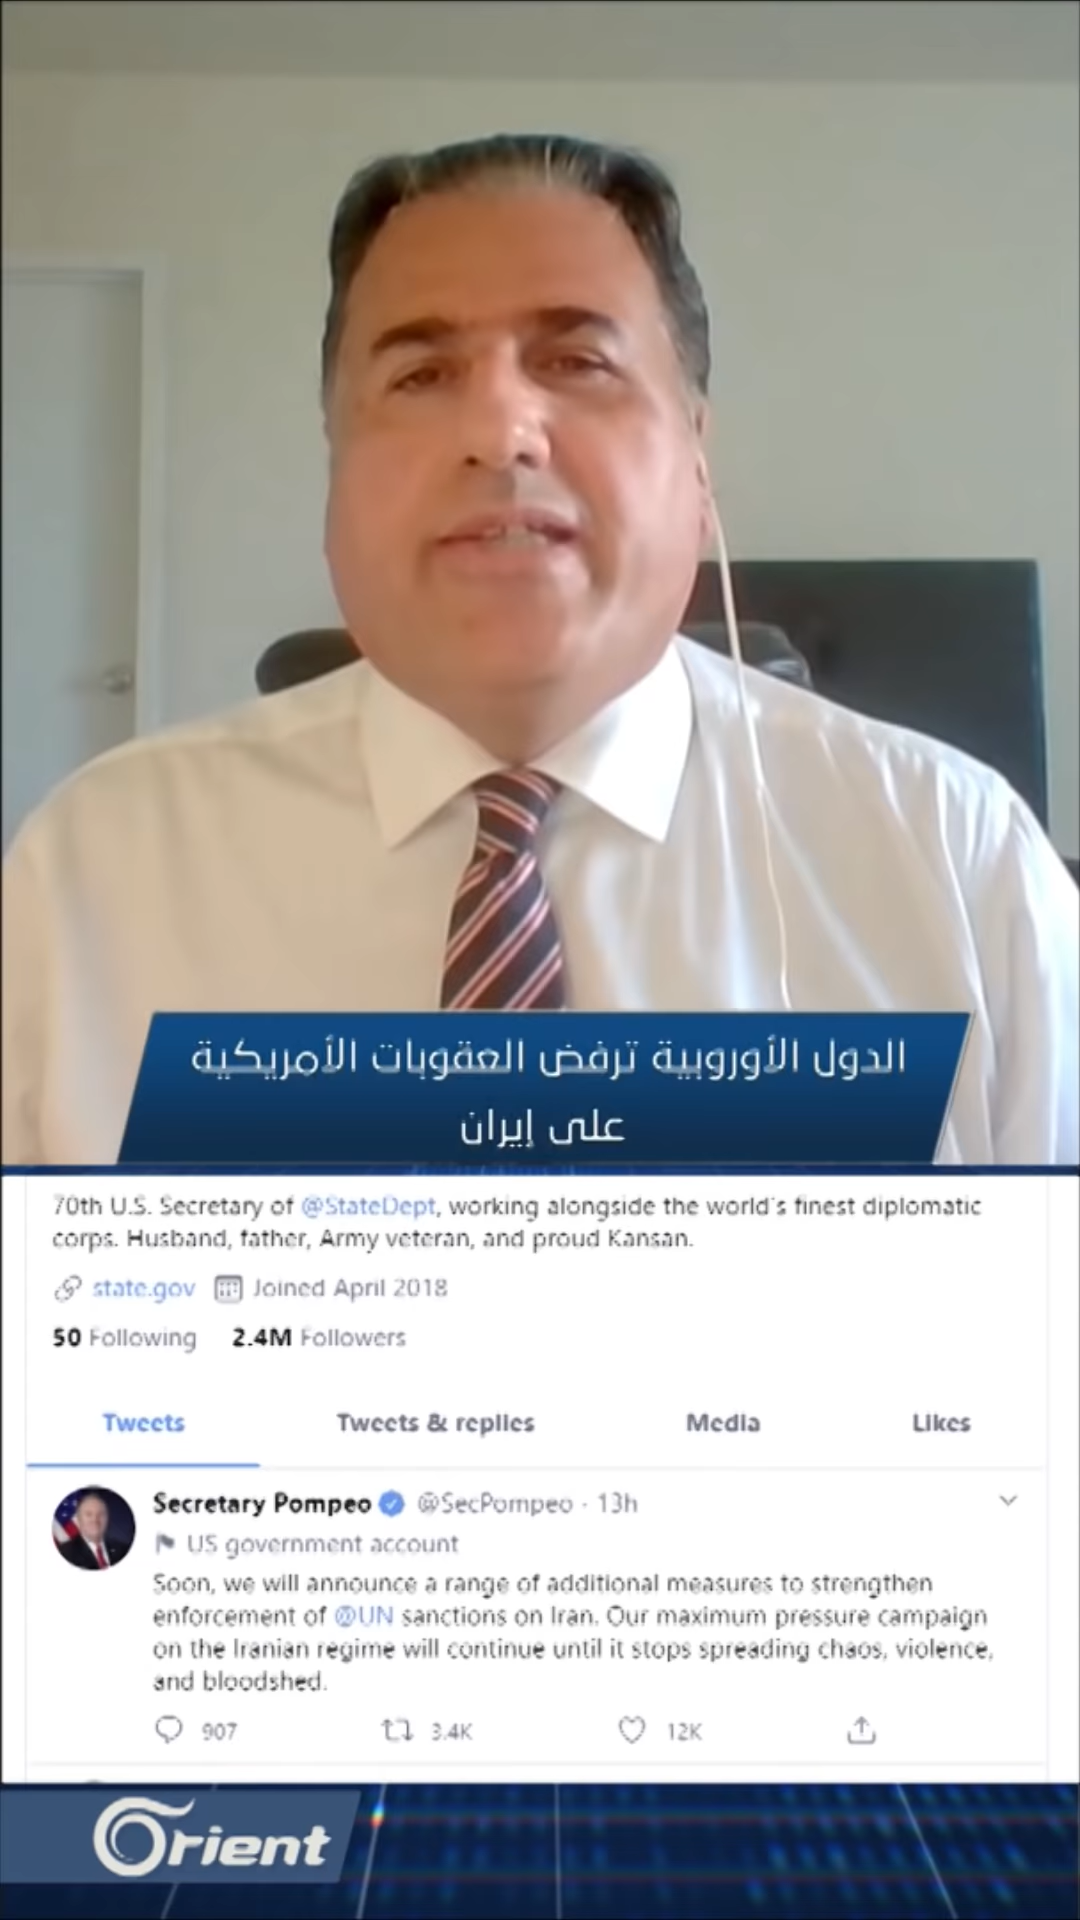 الدول الأوروبية ترفض العقوبات الأمريكية
على إيران
70th U.S. Secretary of @StateDept, working alongside the world's finest diplomatic
corps. Husband, father, Army veteran, and proud Kansan.
state.gov Joined April 2018
50 Following 2.4M Followers
Tweets Tweets & replies Media Likes
Secretary Pompeo @SecPompeo · 13h
US government account
Soon, we will announce a range of additional measures to strengthen
enforcement of @UN sanctions on Iran. Our maximum pressure campaign
on the Iranian regime will continue until it stops spreading chaos, violence,
and bloodshed.
907 3.4K 12K
Orient